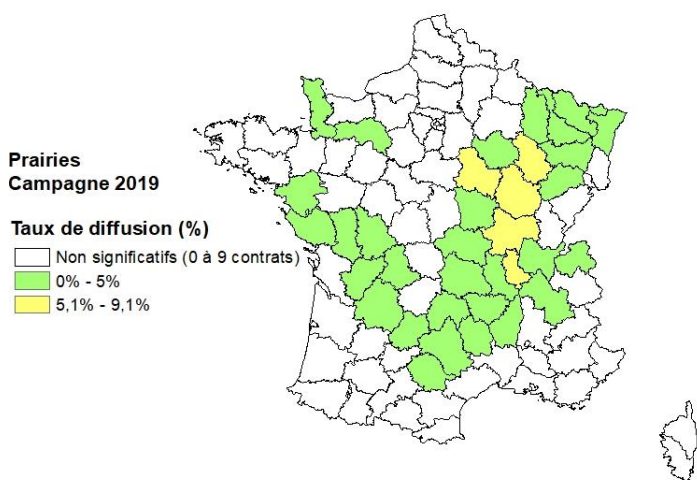 Prairies
Campagne 2019
Taux de diffusion (%)
Non significatifs (0 à 9 contrats)
0% - 5%
5,1% - 9,1%